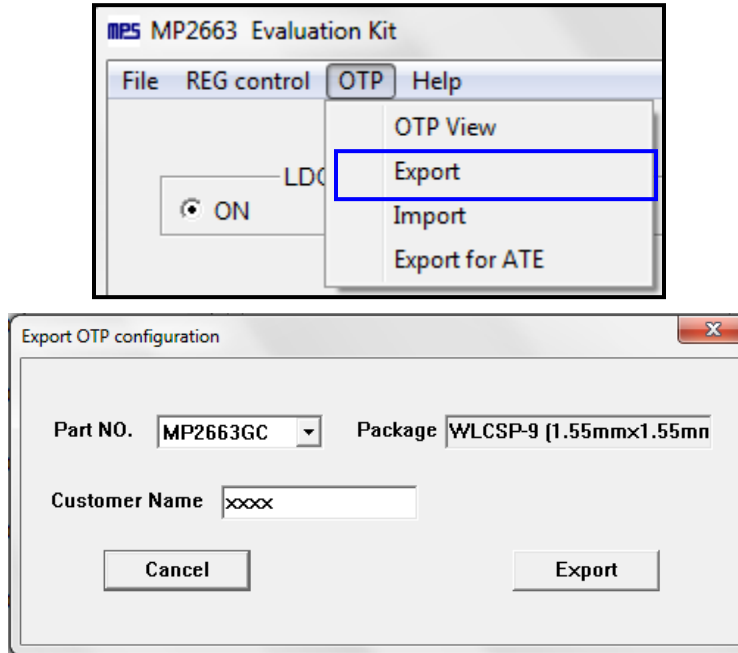 mps MP2663 Evaluation Kit
File REG control OTP Help
OTP View
Export
Import
Export for ATE
ON
Export OTP configuration
Part NO. MP2663GC Package WLCSP-9 (1.55mmx1.55mm
Customer Name xxxx
Cancel Export